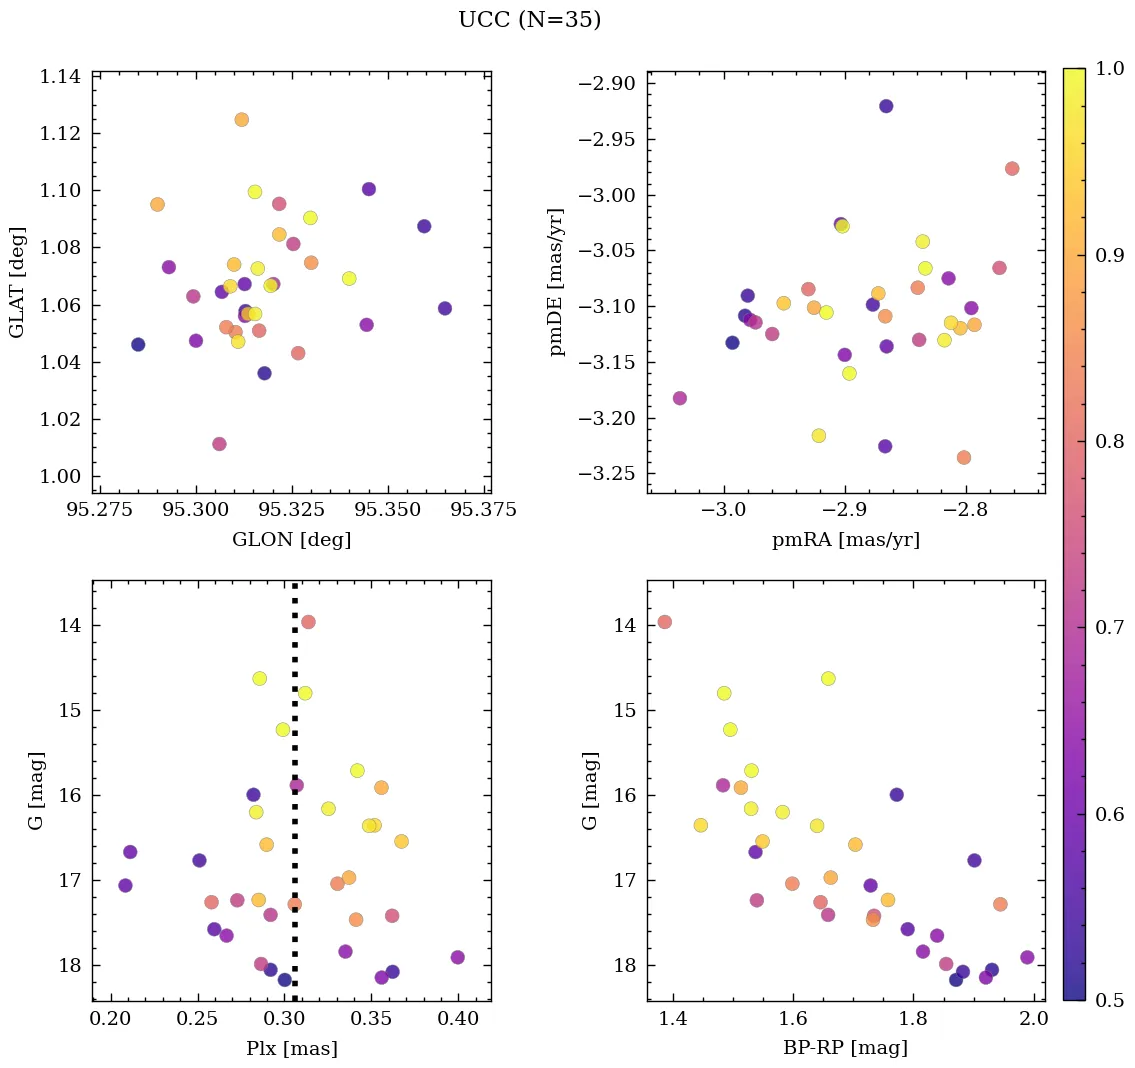 UCC (N=35)
1.14
1.12
1.10
1.08
1.06
1.04
1.02
1.00
GLAT [deg]
95.275 95.300 95.325 95.350 95.375
GLON [deg]
−2.90
−2.95
−3.00
−3.05
−3.10
−3.15
−3.20
−3.25
pmDE [mas/yr]
−3.0 −2.9 −2.8
pmRA [mas/yr]
1.0
0.9
0.8
0.7
0.6
0.5
14
15
16
17
18
G [mag]
0.20 0.25 0.30 0.35 0.40
Plx [mas]
14
15
16
17
18
G [mag]
1.4 1.6 1.8 2.0
BP-RP [mag]